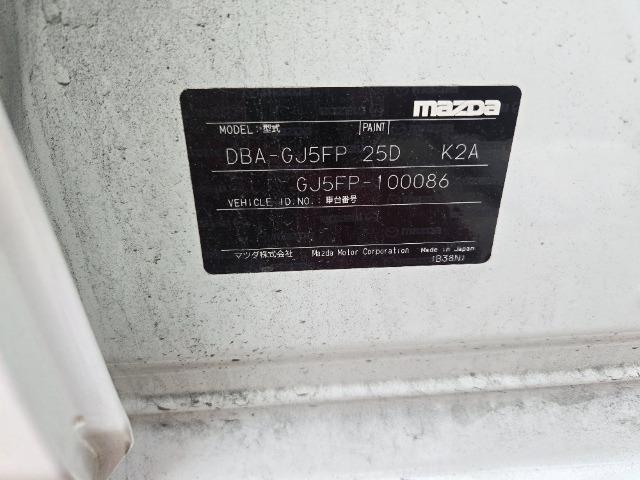 mazda
MODEL: 型式 PAINT
DBA-GJ5FP 25D K2A
GJ5FP-100086
VEHICLE ID.NO.: 車台番号
マツダ株式会社 Mazda Motor Corporation Made in Japan
(B38N)